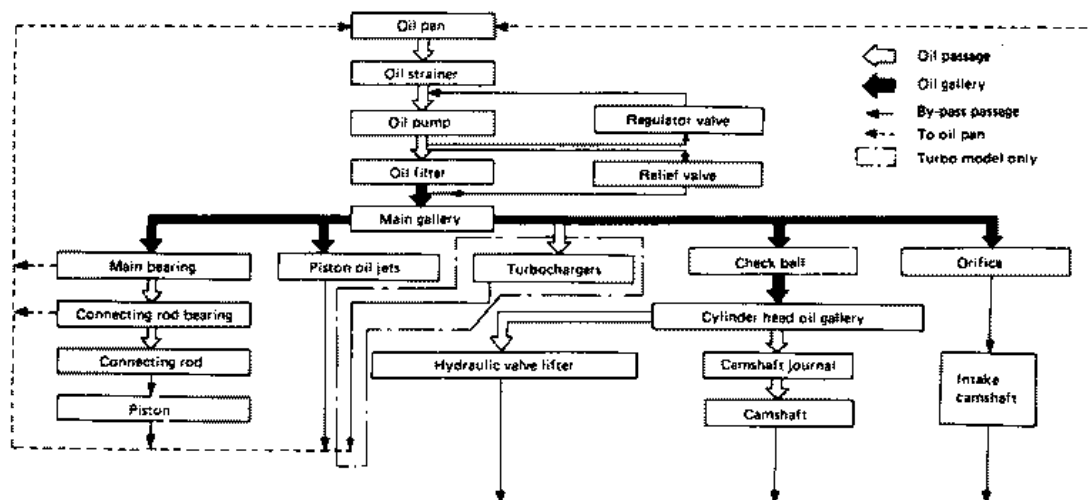 Oil pan
Oil strainer
Oil pump
Oil filter
Main gallery
Regulator valve
Relief valve
Oil passage
Oil gallery
By-pass passage
To oil pan
Turbo model only
Main bearing
Piston oil jets
Turbochargers
Check ball
Orifice
Connecting rod bearing
Cylinder head oil gallery
Connecting rod
Hydraulic valve lifter
Camshaft journal
Intake
camshaft
Piston
Camshaft